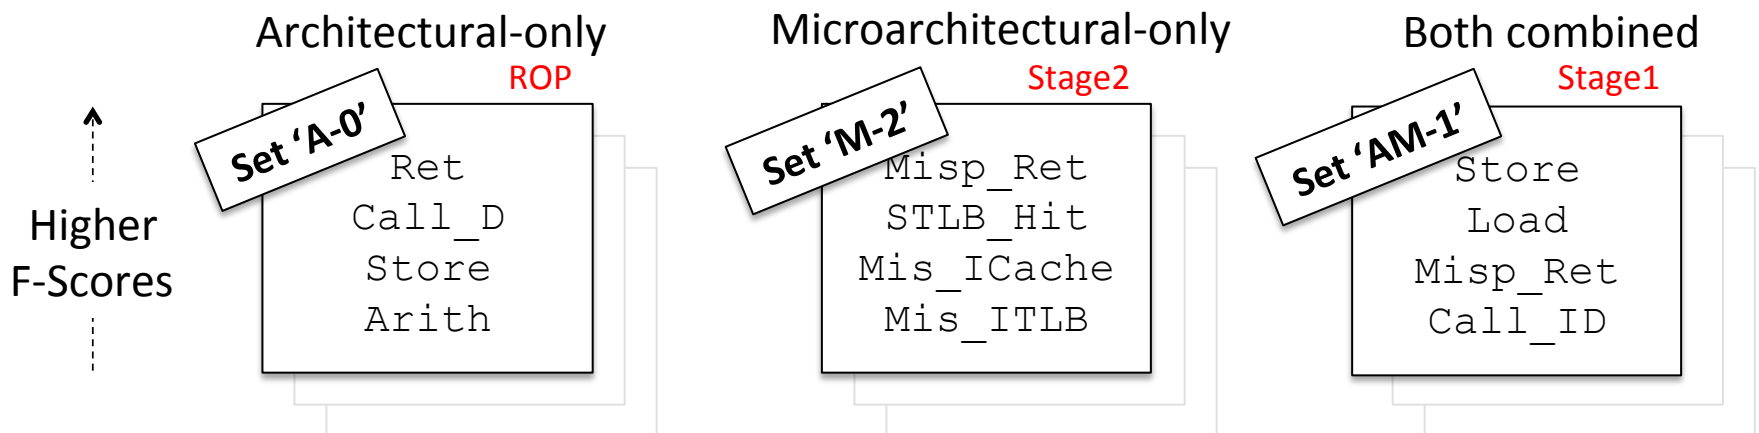 Architectural-only
Microarchitectural-only
Both combined
ROP
Stage2
Stage1
Higher
F-Scores
Set ‘A-0’
Ret
Call_D
Store
Arith
Set ‘M-2’
Misp_Ret
STLB_Hit
Mis_ICache
Mis_ITLB
Set ‘AM-1’
Store
Load
Misp_Ret
Call_ID